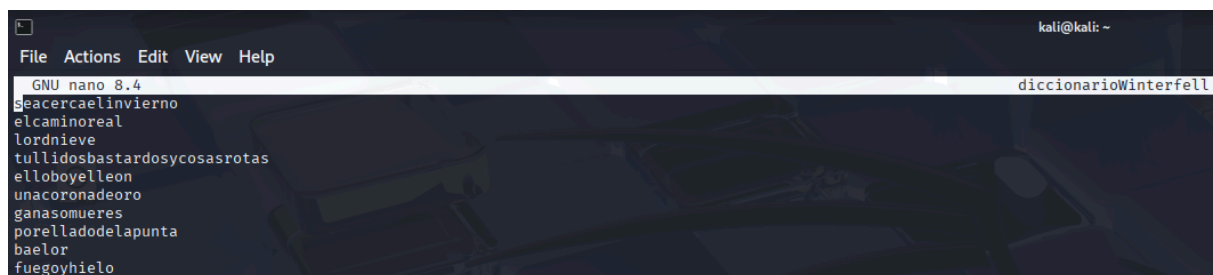 kali@kali: ~
File Actions Edit View Help
GNU nano 8.4 diccionarioWinterfell
seacercaelinvierno
elcaminoreal
lordnieve
tullidosbastardosycosasrotas
elloboyelleon
unacoronadeoro
ganasomueres
porelladodelapunta
baelor
fuegoyhielo